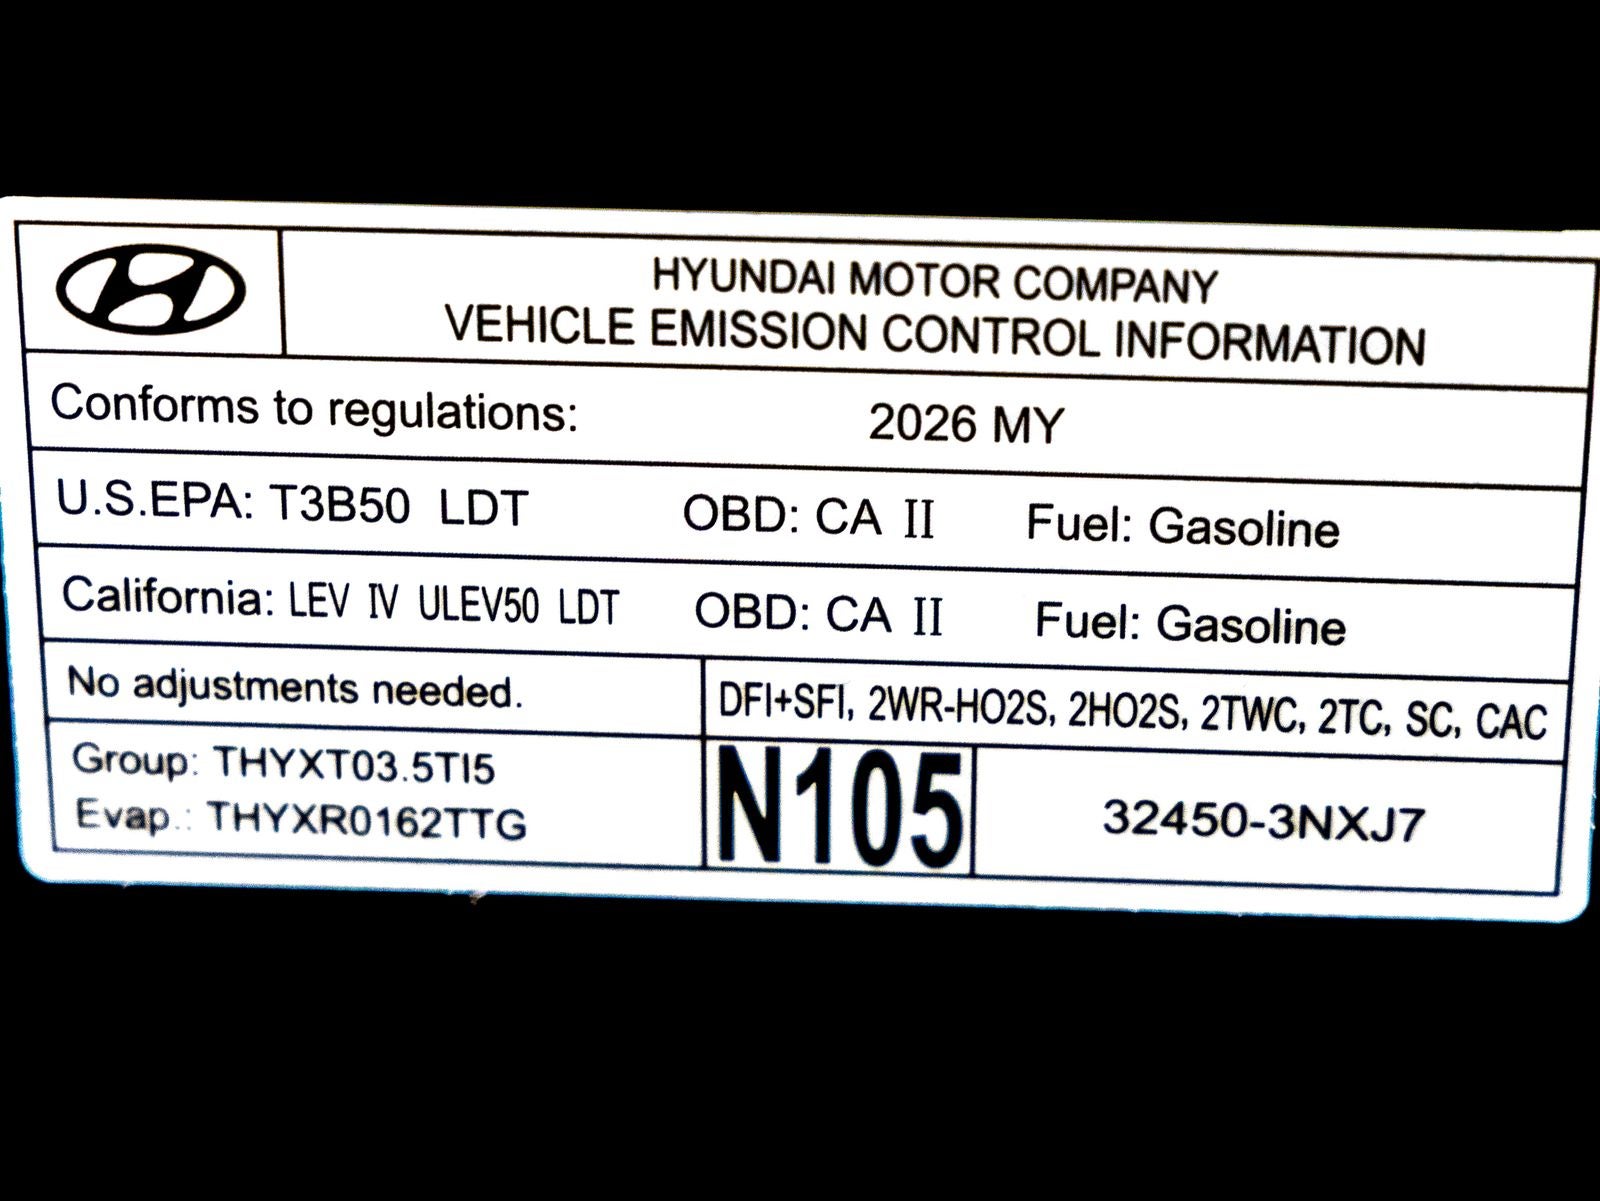 HYUNDAI MOTOR COMPANY
VEHICLE EMISSION CONTROL INFORMATION
Conforms to regulations: 2026 MY
U.S.EPA: T3B50 LDT OBD: CA II Fuel: Gasoline
California: LEV IV ULEV50 LDT OBD: CA II Fuel: Gasoline
No adjustments needed.
DFI+SFI, 2WR-HO2S, 2HO2S, 2TWC, 2TC, SC, CAC
Group: THYXT03.5TI5
Evap.: THYXR0162TTG
N105
32450-3NXJ7